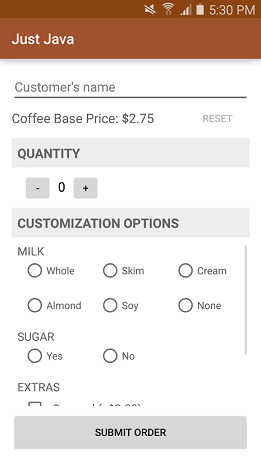 5:30 PM
Just Java
Customer's name
Coffee Base Price: $2.75 RESET
QUANTITY
- 0 +
CUSTOMIZATION OPTIONS
MILK
Whole Skim Cream
Almond Soy None
SUGAR
Yes No
EXTRAS
SUBMIT ORDER